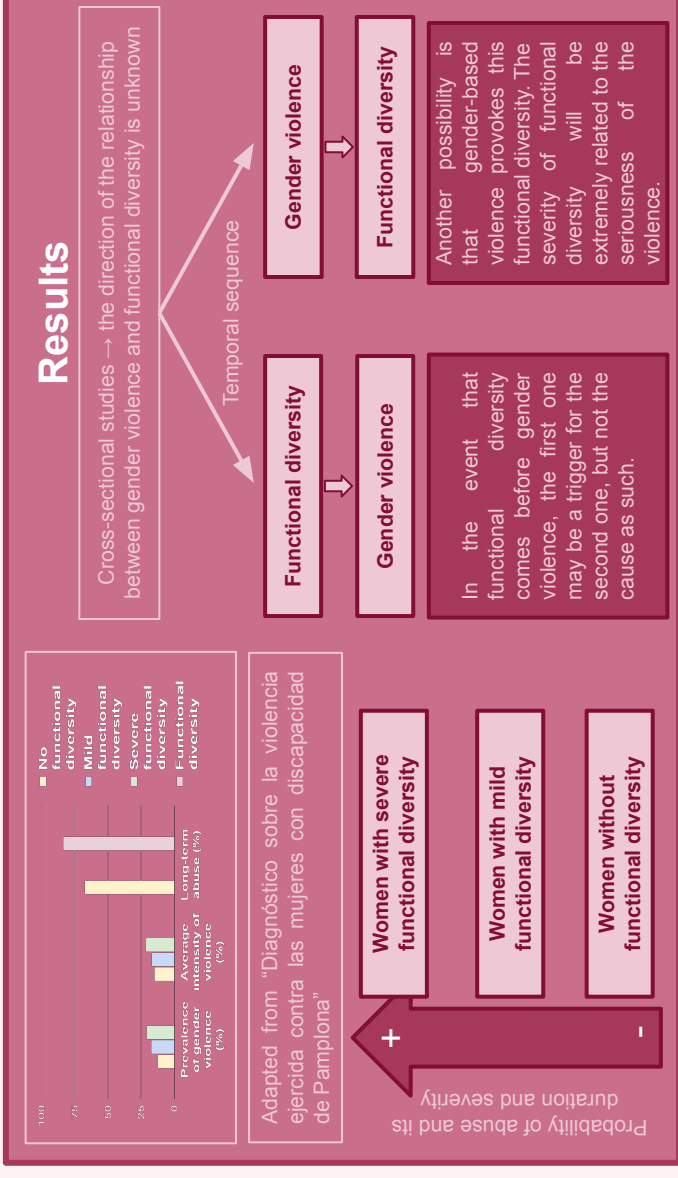 Results
100
75
50
25
0
Prevalence
of gender
violence
(%)
Average
intensity of
violence
(%)
Long-term
abuse (%)
No
functional
diversity
Mild
functional
diversity
Severe
functional
diversity
Functional
diversity
Adapted from “Diagnóstico sobre la violencia
ejercida contra las mujeres con discapacidad
de Pamplona”
Probability of abuse and its
duration and severity
+
-
Women with severe
functional diversity
Women with mild
functional diversity
Women without
functional diversity
Cross-sectional studies → the direction of the relationship
between gender violence and functional diversity is unknown
Temporal sequence
Functional diversity
Gender violence
In the event that
functional diversity
comes before gender
violence, the first one
may be a trigger for the
second one, but not the
cause as such.
Gender violence
Functional diversity
Another possibility is
that gender-based
violence provokes this
functional diversity. The
severity of functional
diversity will be
extremely related to the
seriousness of the
violence.